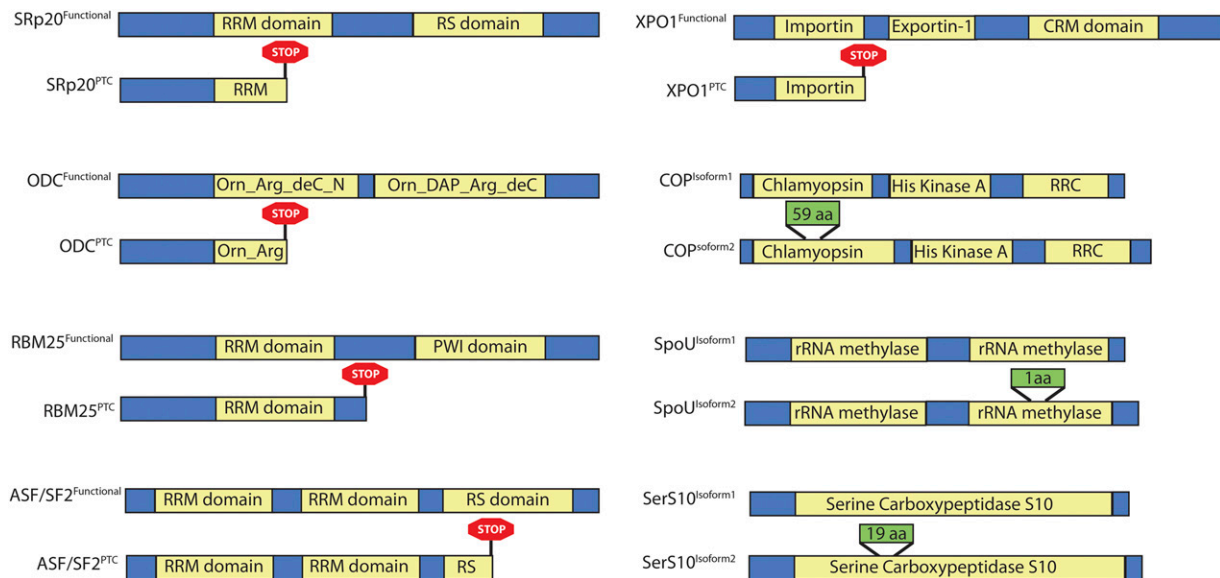 SRp20Functional
RRM domain RS domain
STOP
SRp20PTC
RRM
ODCFunctional
Orn_Arg_deC_N Orn_DAP_Arg_deC
STOP
ODCPTC
Orn_Arg
RBM25Functional
RRM domain PWI domain
STOP
RBM25PTC
RRM domain
ASF/SF2Functional
RRM domain RRM domain RS domain
STOP
ASF/SF2PTC
RRM domain RRM domain RS
XPO1Functional
Importin Exportin-1 CRM domain
STOP
XPO1PTC
Importin
COPIsoform1
Chlamyopsin His Kinase A RRC
59 aa
COPsoform2
Chlamyopsin His Kinase A RRC
SpoUIsoform1
rRNA methylase rRNA methylase
1aa
SpoUIsoform2
rRNA methylase rRNA methylase
SerS10Isoform1
Serine Carboxypeptidase S10
19 aa
SerS10Isoform2
Serine Carboxypeptidase S10